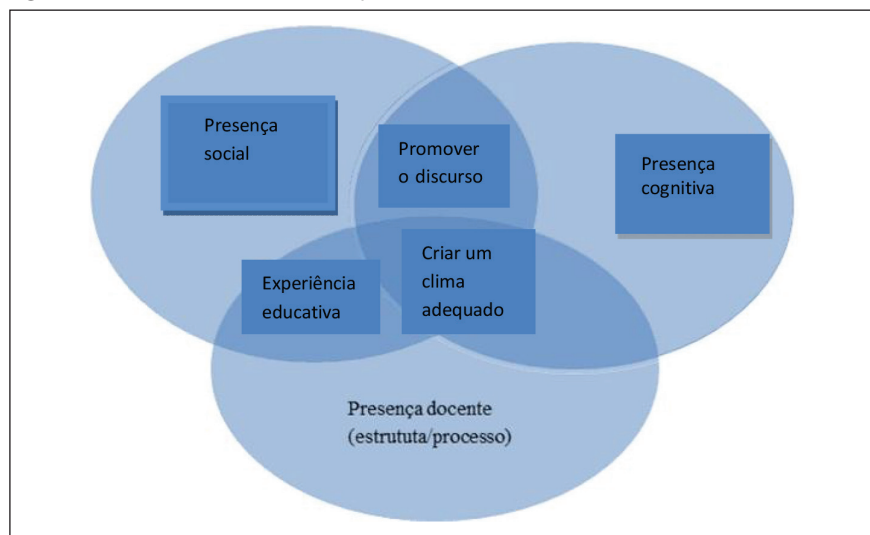 Presença
social
Promover
o discurso
Presença
cognitiva
Experiência
educativa
Criar um
clima
adequado
Presença docente
(estrututa/processo)